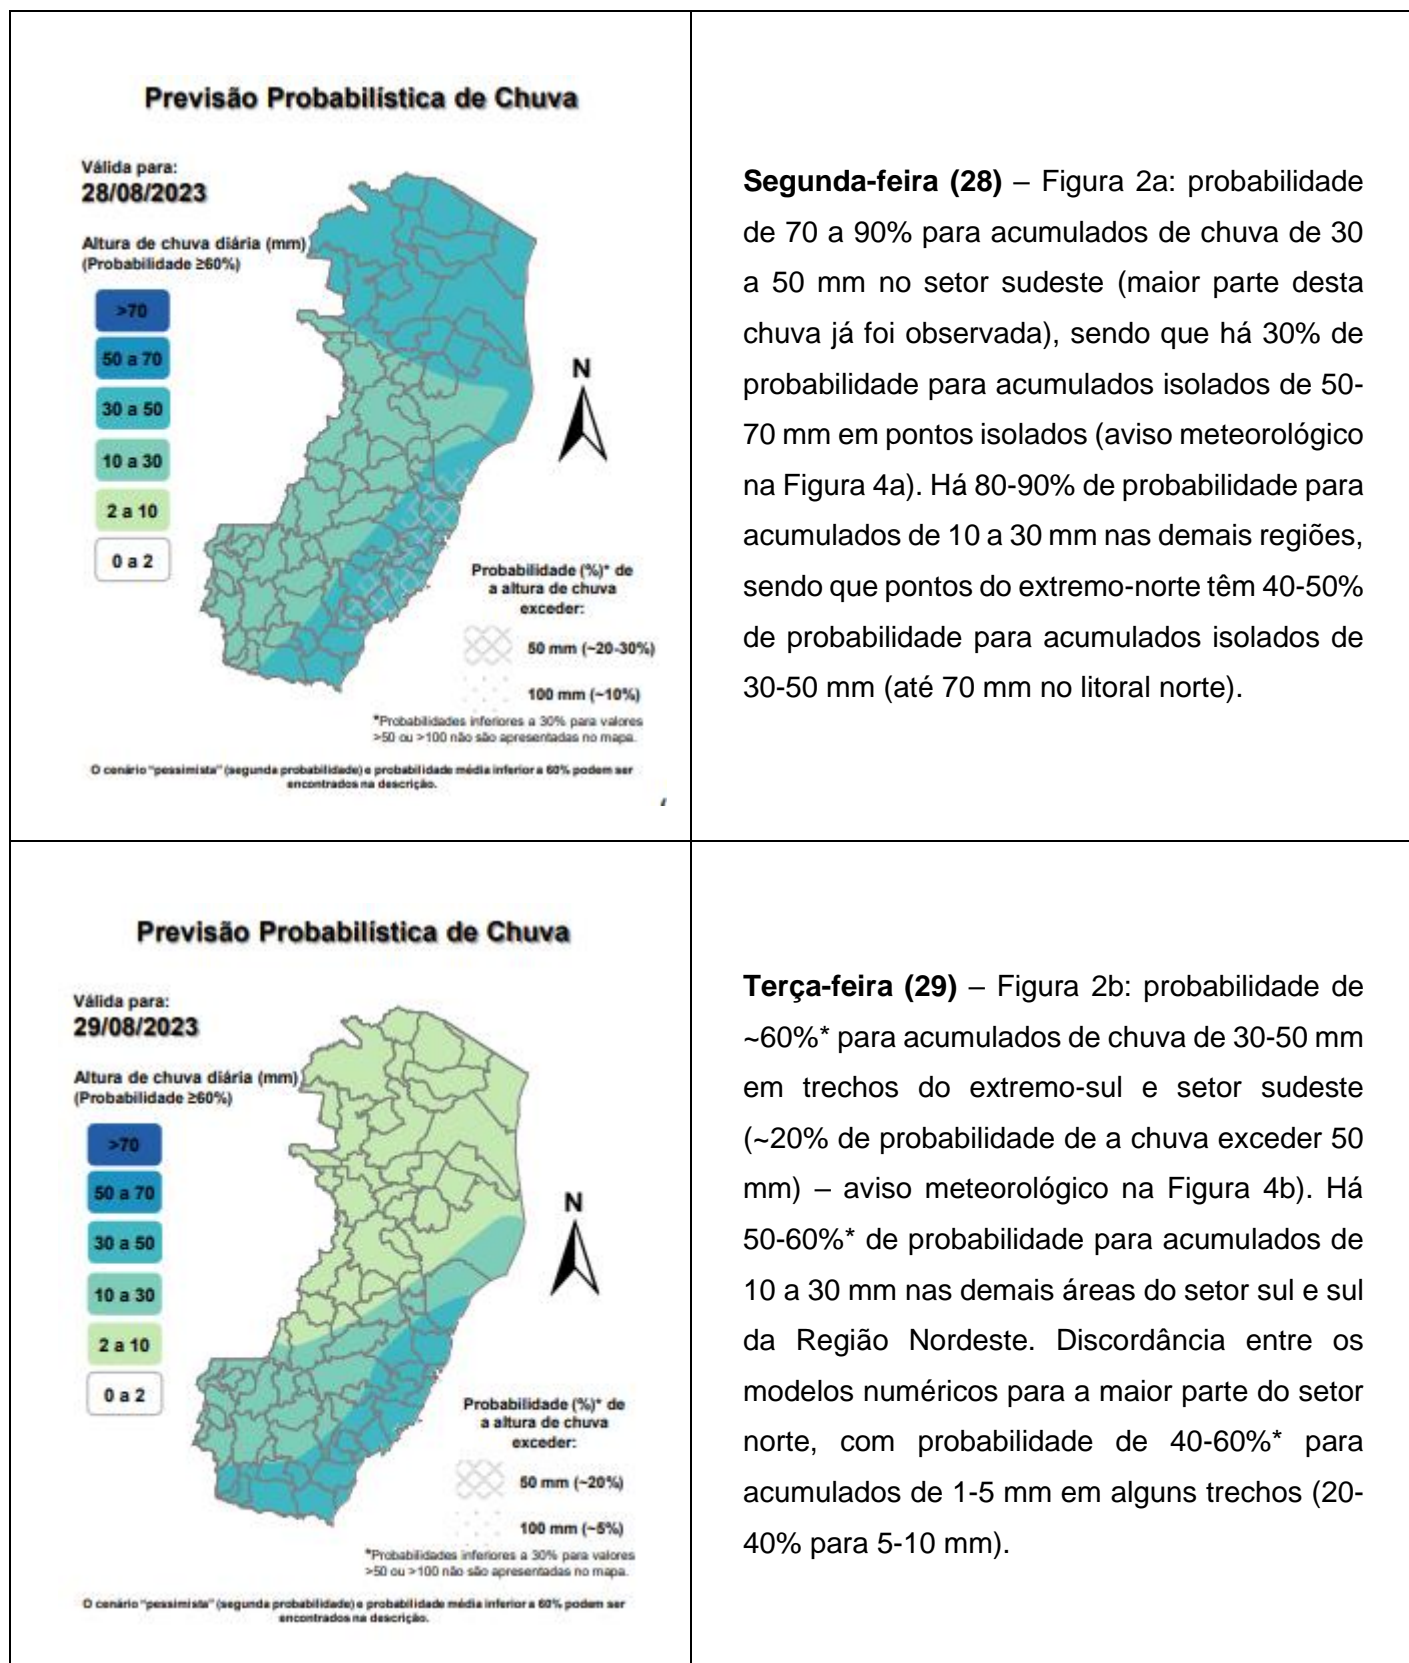 Previsão Probabilística de Chuva
Válida para:
28/08/2023
Altura de chuva diária (mm)
(Probabilidade ≥60%)
>70
50 a 70
30 a 50
10 a 30
2 a 10
0 a 2
N
Probabilidade (%)* de
a altura de chuva
exceder:
50 mm (~20-30%)
100 mm (~10%)
*Probabilidades inferiores a 30% para valores
>50 ou >100 não são apresentadas no mapa.
O cenário "pessimista" (segunda probabilidade) e probabilidade média inferior a 60% podem ser
encontrados na descrição.
Segunda-feira (28) – Figura 2a: probabilidade
de 70 a 90% para acumulados de chuva de 30
a 50 mm no setor sudeste (maior parte desta
chuva já foi observada), sendo que há 30% de
probabilidade para acumulados isolados de 50-
70 mm em pontos isolados (aviso meteorológico
na Figura 4a). Há 80-90% de probabilidade para
acumulados de 10 a 30 mm nas demais regiões,
sendo que pontos do extremo-norte têm 40-50%
de probabilidade para acumulados isolados de
30-50 mm (até 70 mm no litoral norte).
Previsão Probabilística de Chuva
Válida para:
29/08/2023
Altura de chuva diária (mm)
(Probabilidade ≥60%)
>70
50 a 70
30 a 50
10 a 30
2 a 10
0 a 2
N
Probabilidade (%)* de
a altura de chuva
exceder:
50 mm (~20%)
100 mm (~5%)
*Probabilidades inferiores a 30% para valores
>50 ou >100 não são apresentadas no mapa.
O cenário "pessimista" (segunda probabilidade) e probabilidade média inferior a 60% podem ser
encontrados na descrição.
Terça-feira (29) – Figura 2b: probabilidade de
~60%* para acumulados de chuva de 30-50 mm
em trechos do extremo-sul e setor sudeste
(~20% de probabilidade de a chuva exceder 50
mm) – aviso meteorológico na Figura 4b). Há
50-60%* de probabilidade para acumulados de
10 a 30 mm nas demais áreas do setor sul e sul
da Região Nordeste. Discordância entre os
modelos numéricos para a maior parte do setor
norte, com probabilidade de 40-60%* para
acumulados de 1-5 mm em alguns trechos (20-
40% para 5-10 mm).